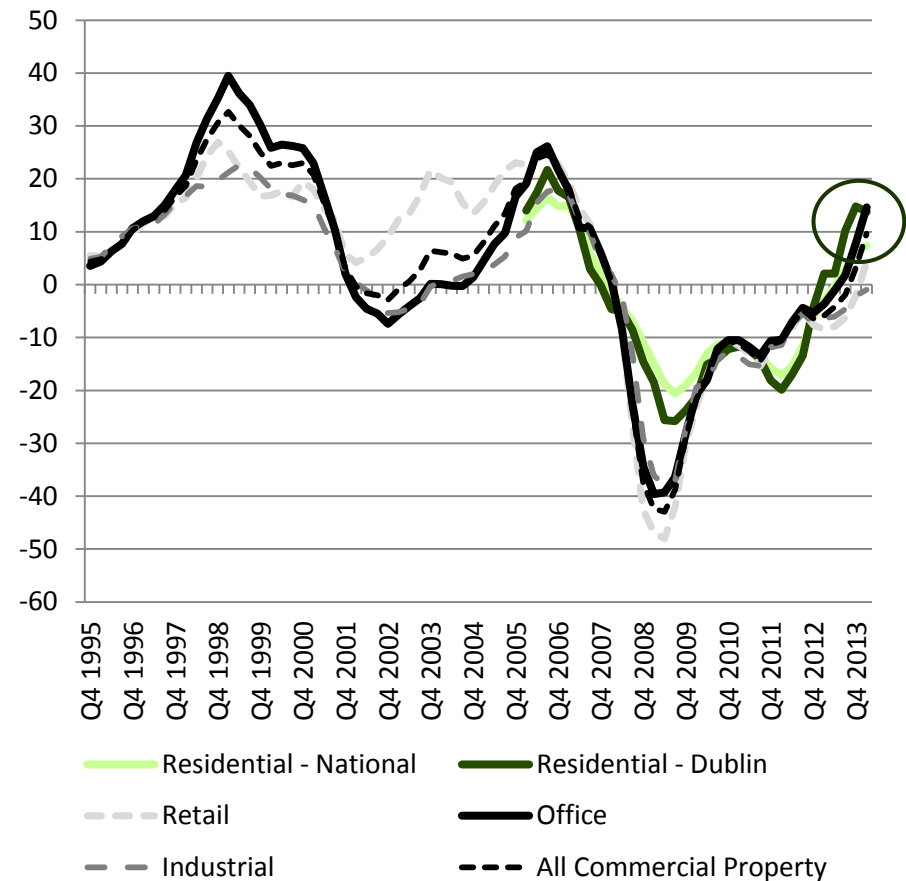 50
40
30
20
10
0
-10
-20
-30
-40
-50
-60
Q4 1995
Q4 1996
Q4 1997
Q4 1998
Q4 1999
Q4 2000
Q4 2001
Q4 2002
Q4 2003
Q4 2004
Q4 2005
Q4 2006
Q4 2007
Q4 2008
Q4 2009
Q4 2010
Q4 2011
Q4 2012
Q4 2013
Residential - National
Residential - Dublin
Retail
Office
Industrial
All Commercial Property